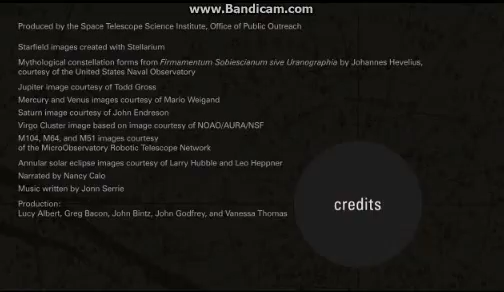 www.Bandicam.com
Produced by the Space Telescope Science Institute, Office of Public Outreach
Starfield images created with Stellarium
Mythological constellation forms from Firmamentum Sobiescianum sive Uranographia by Johannes Hevelius,
courtesy of the United States Naval Observatory
Jupiter image courtesy of Todd Gross
Mercury and Venus images courtesy of Mario Weigand
Saturn image courtesy of John Endreson
Virgo Cluster image based on image courtesy of NOAO/AURA/NSF
M104, M64, and M51 images courtesy
of the MicroObservatory Robotic Telescope Network
Annular solar eclipse images courtesy of Larry Hubble and Leo Heppner
Narrated by Nancy Calo
Music written by Jonn Serrie
Production:
Lucy Albert, Greg Bacon, John Bintz, John Godfrey, and Vanessa Thomas
credits